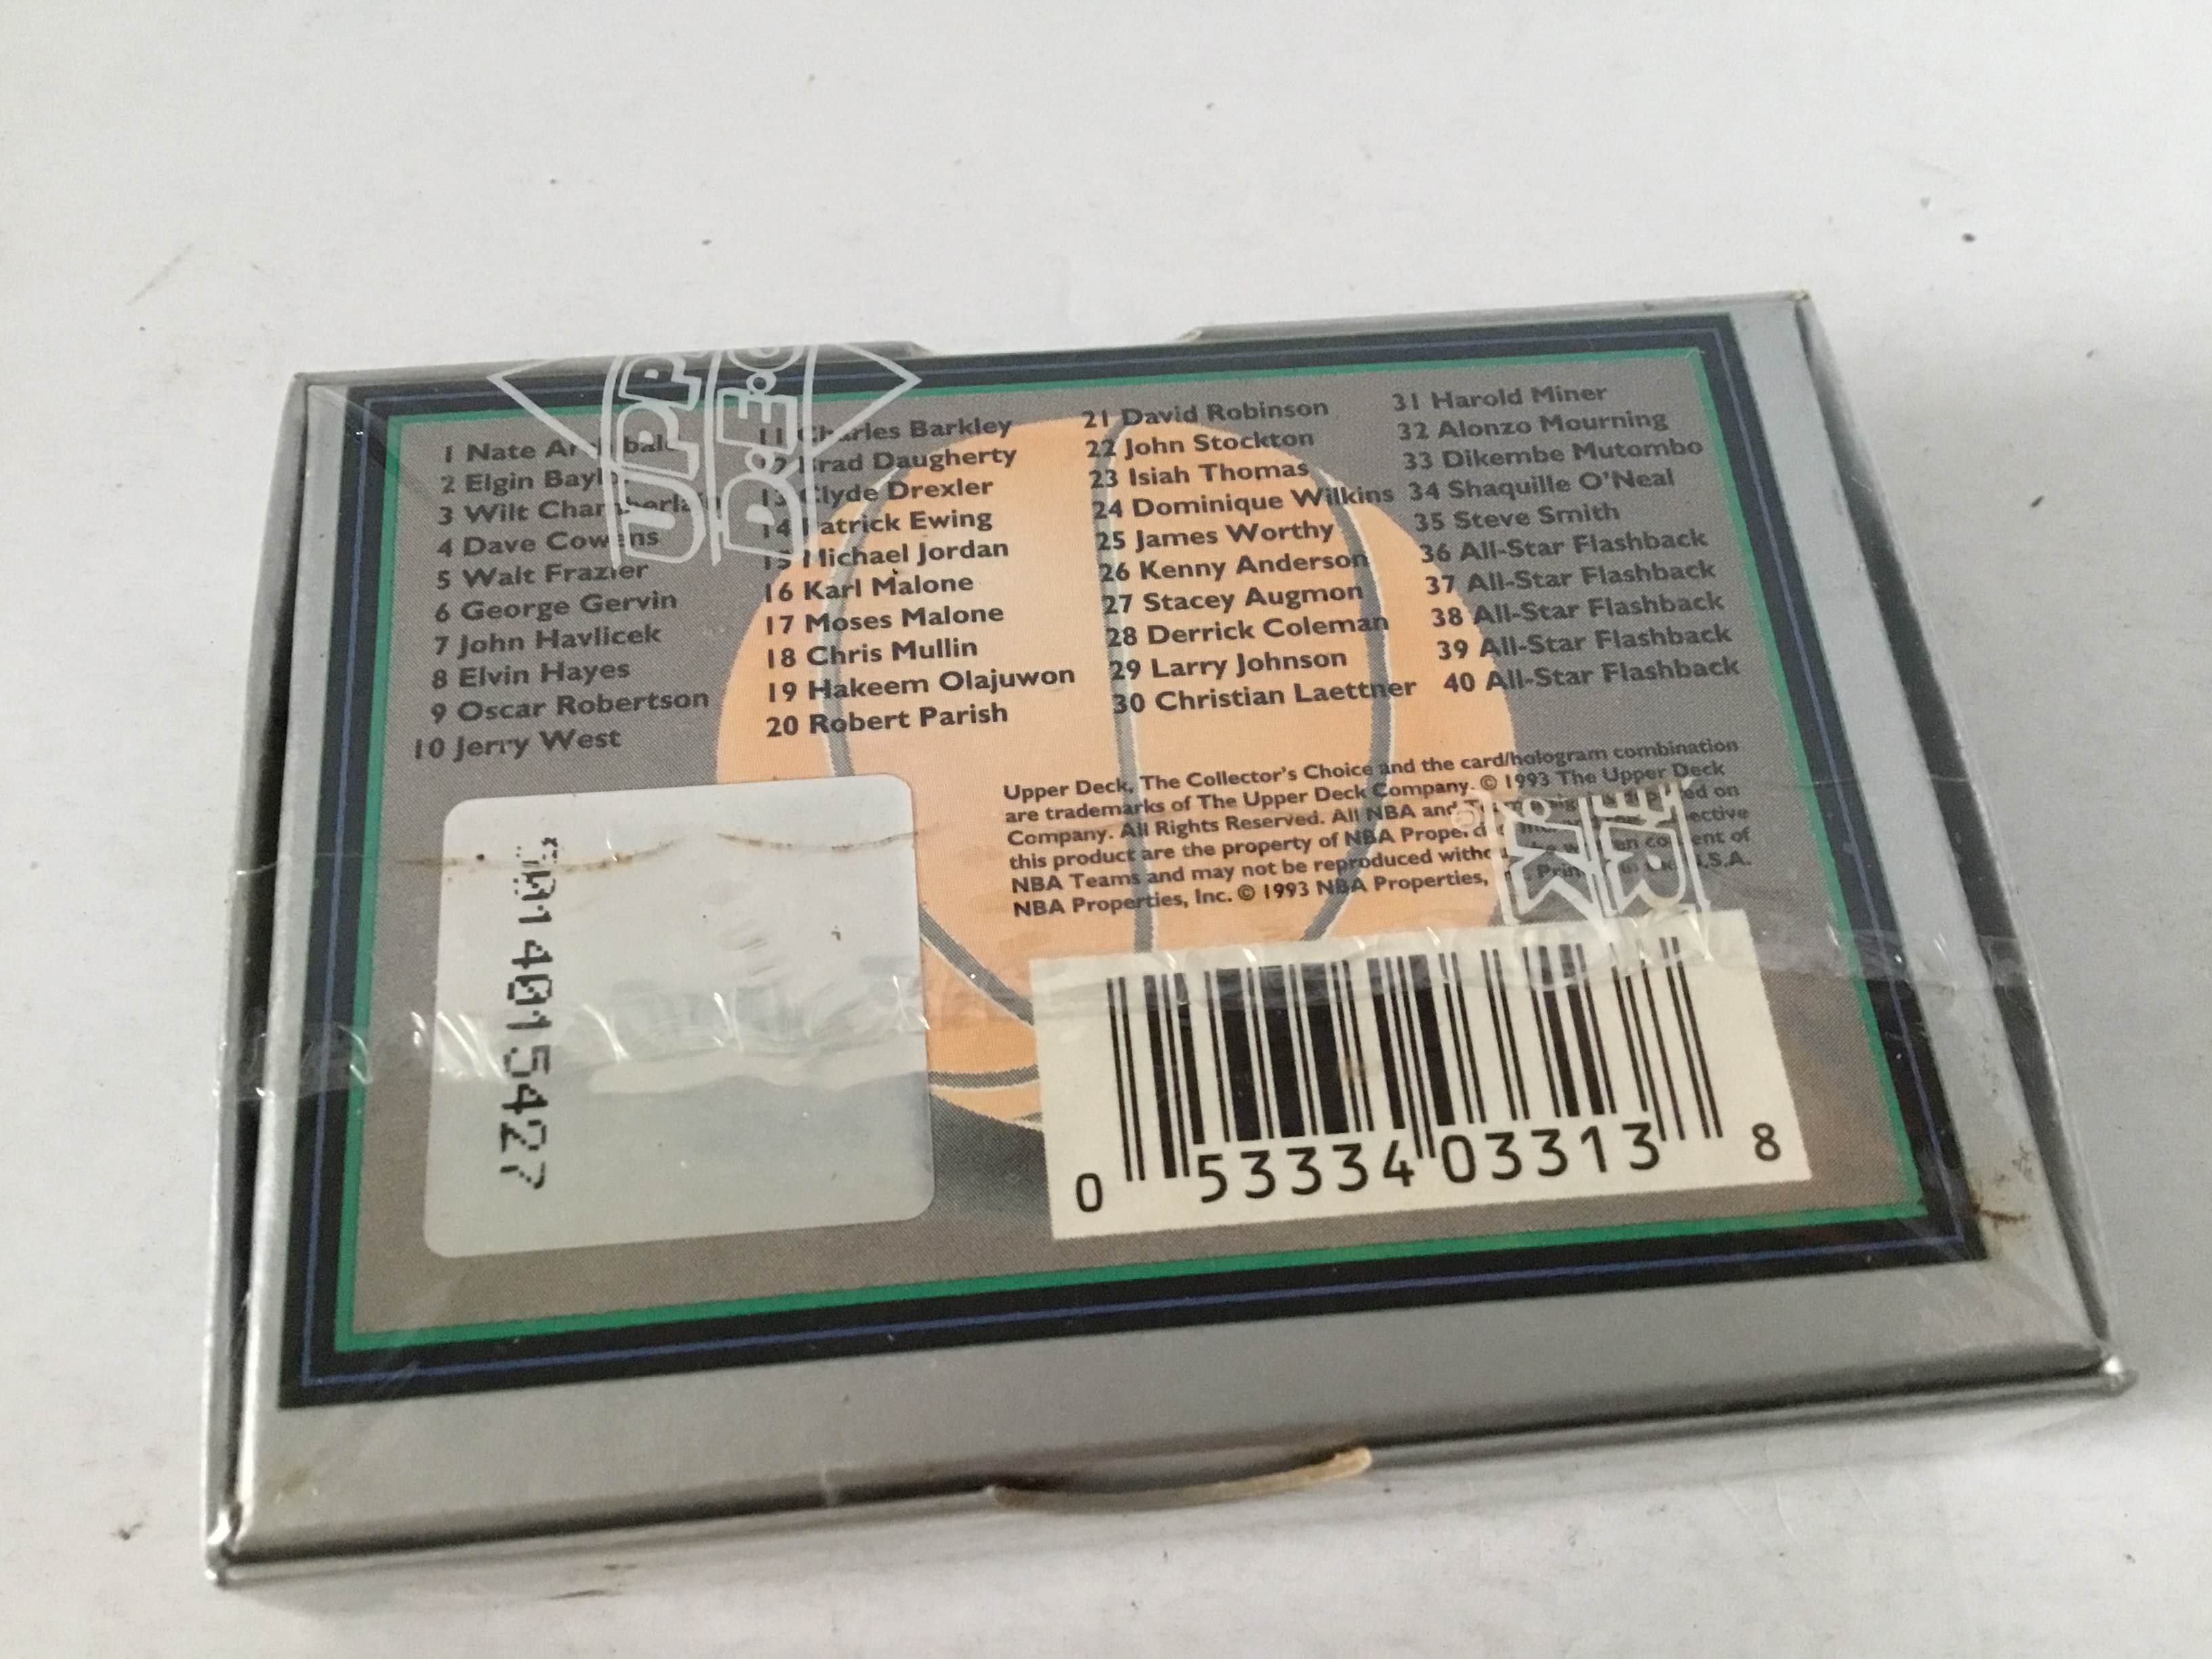 1 Nate
2 Elgin
3 Wilt Chamberlain
4 Dave Cowens
5 Walt Frazier
6 George Gervin
7 John Havlicek
8 Elvin Hayes
9 Oscar Robertson
10 Jerry West
11 Charles Barkley
12 Brad Daugherty
13 Clyde Drexler
14 Patrick Ewing
15 Michael Jordan
16 Karl Malone
17 Moses Malone
18 Chris Mullin
19 Hakeem Olajuwon
20 Robert Parish
21 David Robinson
22 John Stockton
23 Isiah Thomas
24 Dominique Wilkins
25 James Worthy
26 Kenny Anderson
27 Stacey Augmon
28 Derrick Coleman
29 Larry Johnson
30 Christian Laettner
31 Harold Miner
32 Alonzo Mourning
33 Dikembe Mutombo
34 Shaquille O'Neal
35 Steve Smith
36 All-Star Flashback
37 All-Star Flashback
38 All-Star Flashback
39 All-Star Flashback
40 All-Star Flashback
Upper Deck, The Collector's Choice and the card/hologram combination
are trademarks of The Upper Deck Company. © 1993 The Upper Deck
Company. All Rights Reserved. All NBA and on
this product are the property of NBA
NBA Teams and may not be reproduced of
NBA Properties, Inc. © 1993 NBA Properties,
0 53334 03313 8